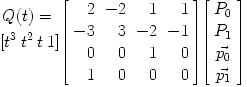 Q(t) =
[t³ t² t 1]
[ 2 −2 1 1 ] [ P₀ ]
[ −3 3 −2 −1 ] [ P₁ ]
[ 0 0 1 0 ] [ p⃗₀ ]
[ 1 0 0 0 ] [ p⃗₁ ]